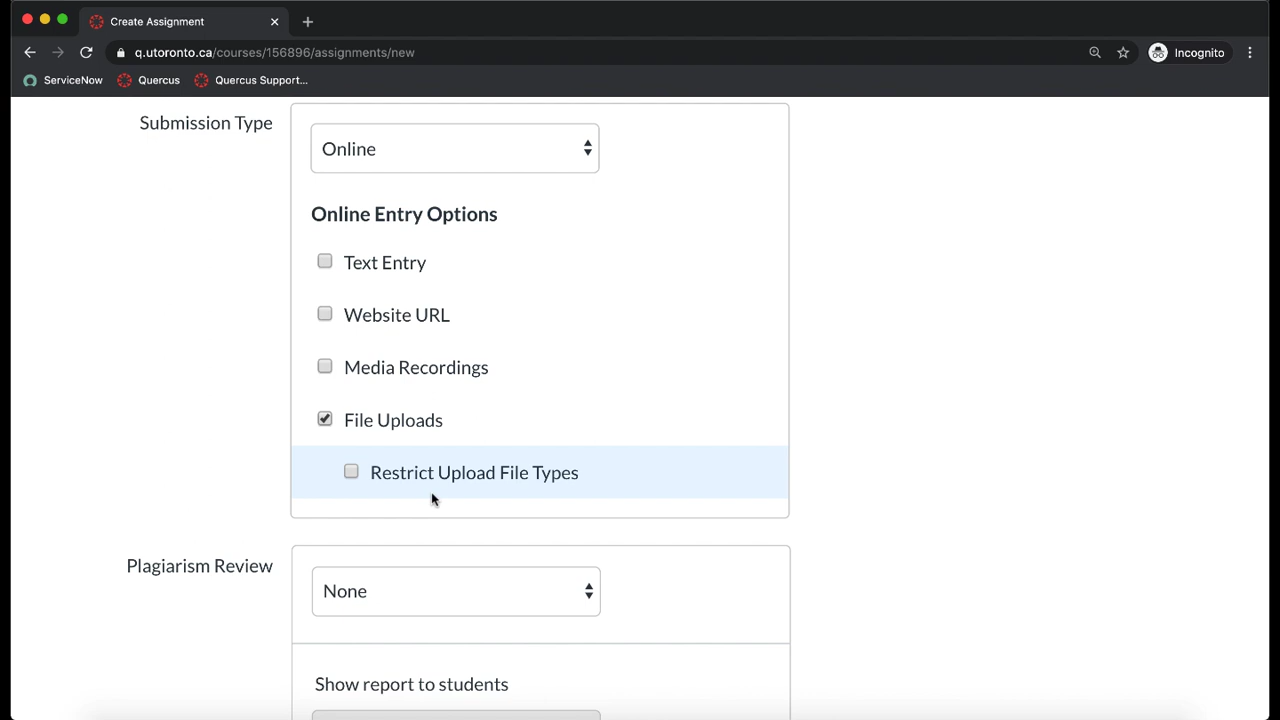 Create Assignment
q.utoronto.ca/courses/156896/assignments/new
Incognito
ServiceNow
Quercus
Quercus Support...
Submission Type
Online
Online Entry Options
Text Entry
Website URL
Media Recordings
File Uploads
Restrict Upload File Types
Plagiarism Review
None
Show report to students